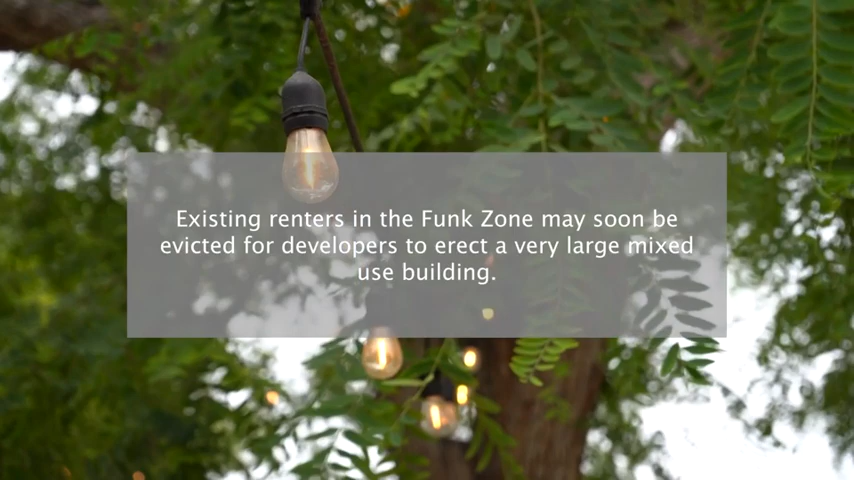 Existing renters in the Funk Zone may soon be
evicted for developers to erect a very large mixed
use building.